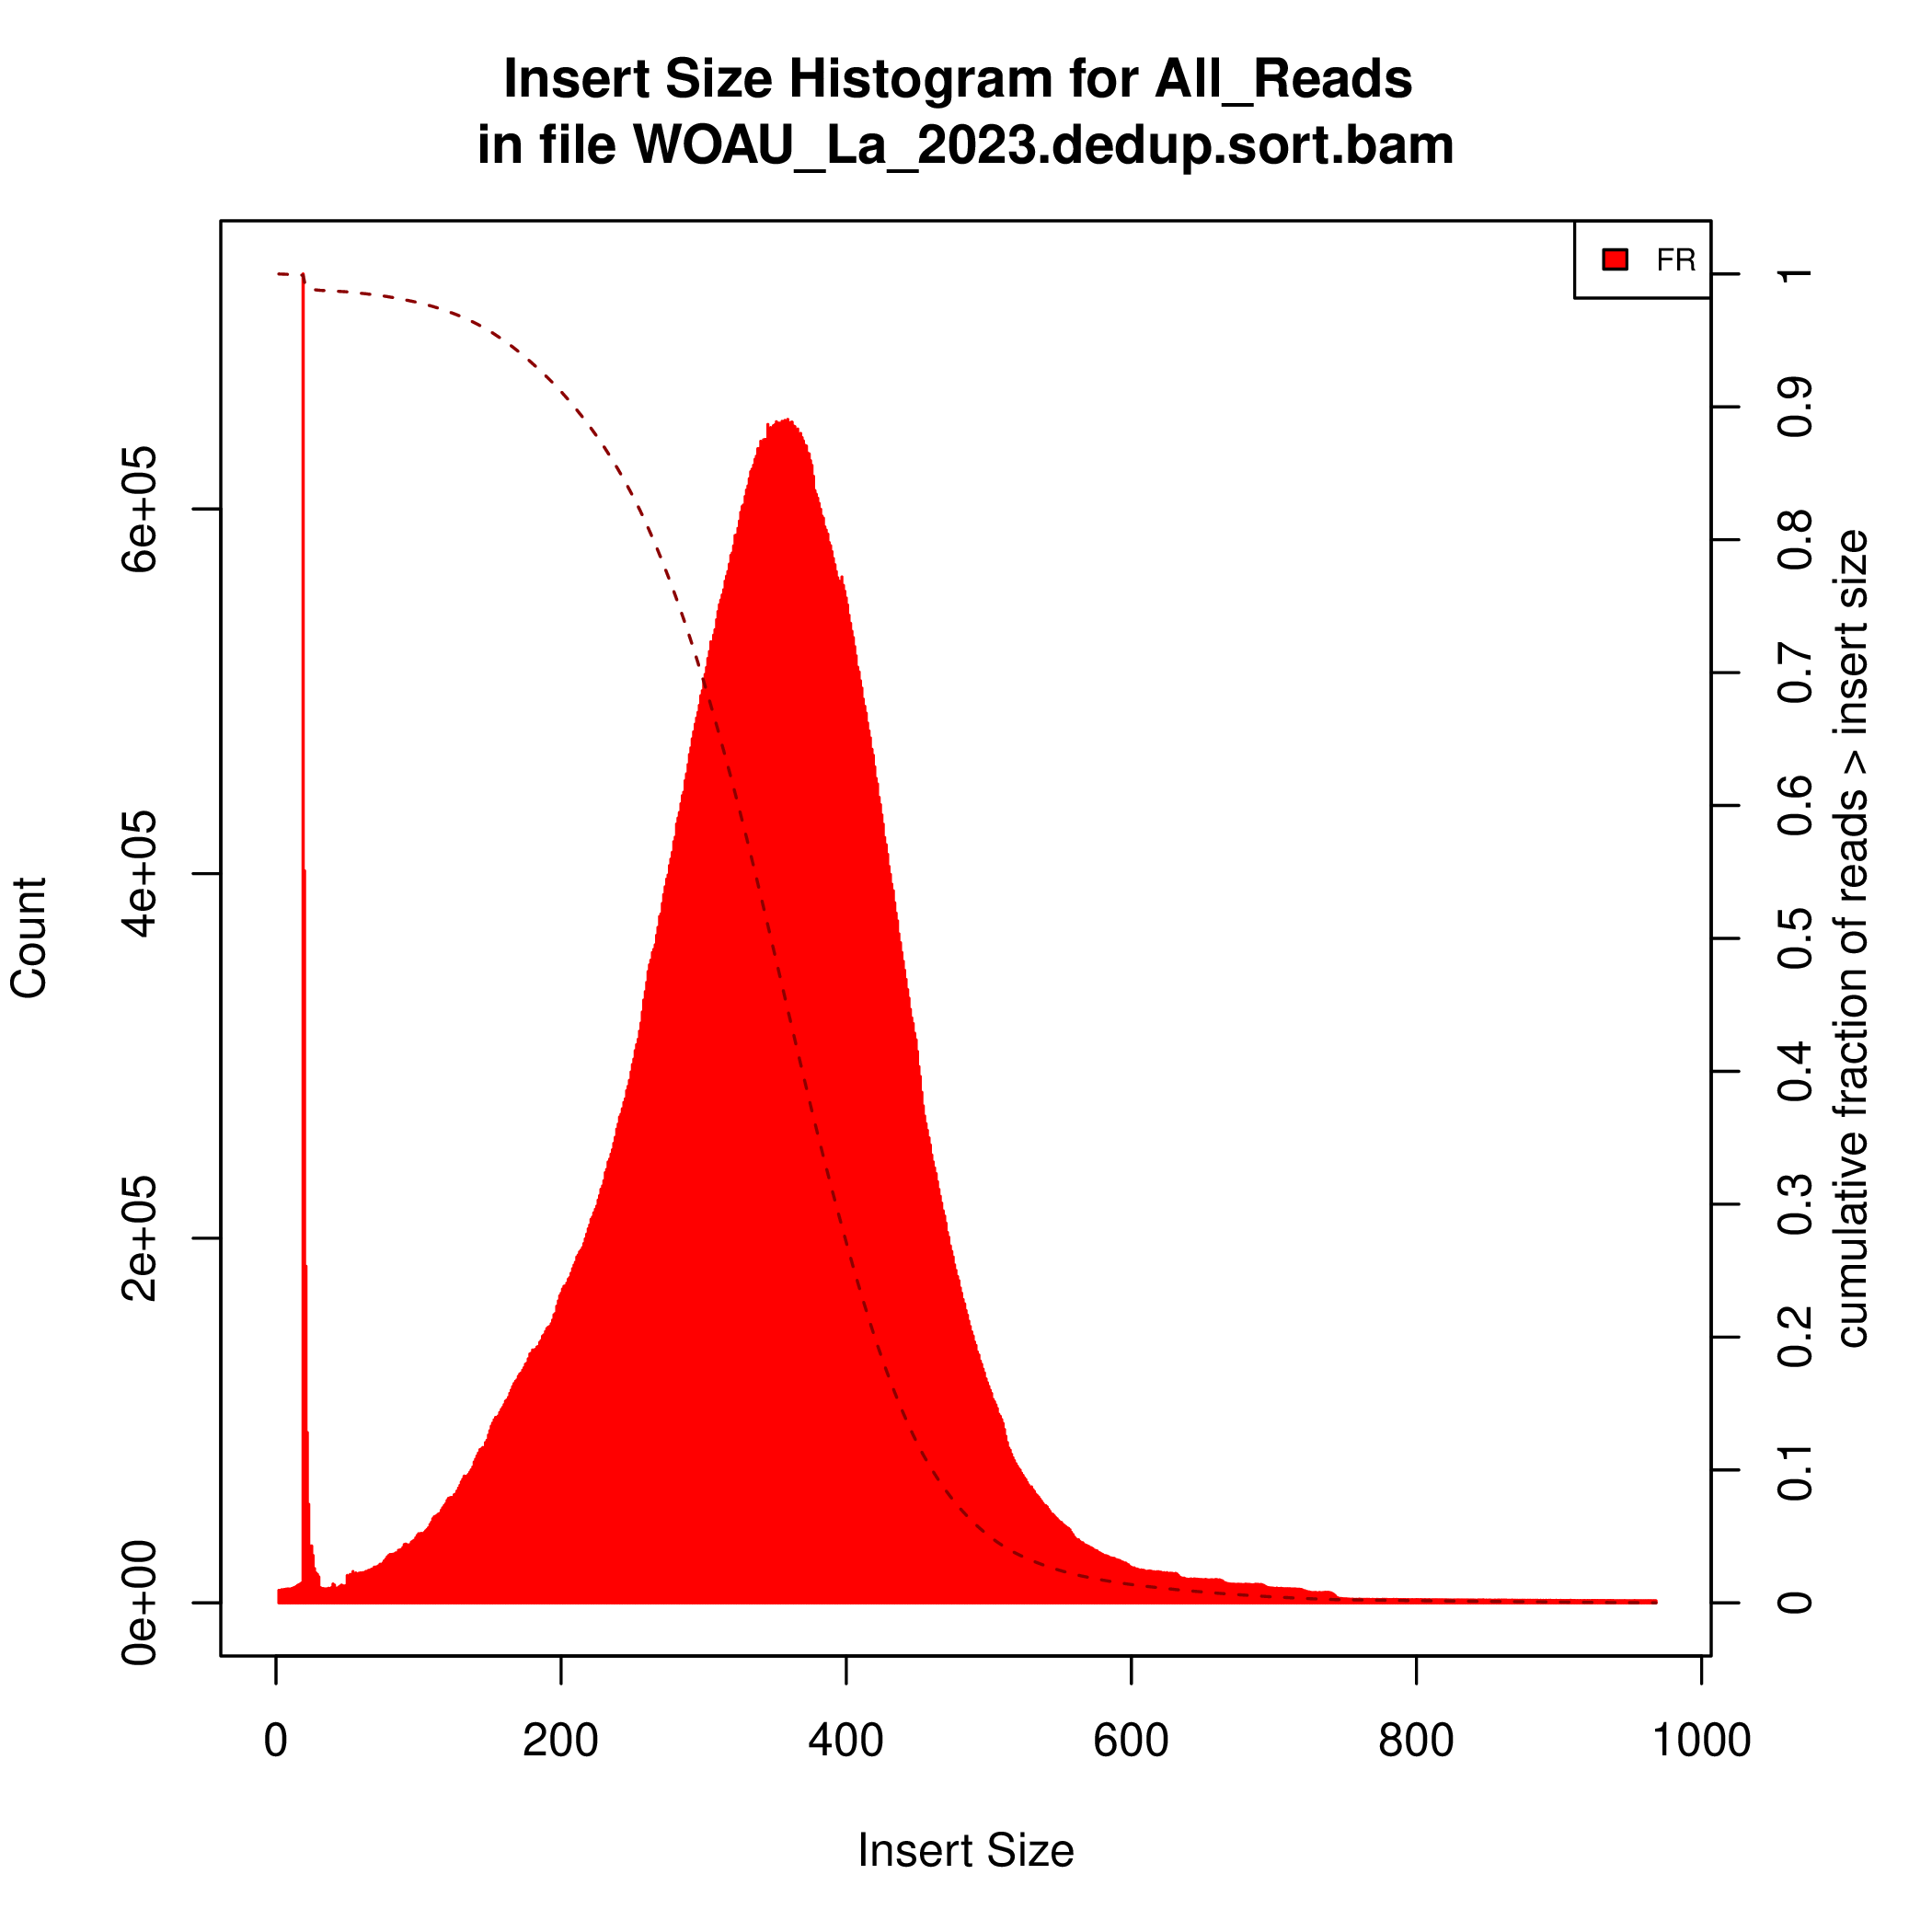 Insert Size Histogram for All_Reads
in file WOAU_La_2023.dedup.sort.bam
FR
Count
0e+00
2e+05
4e+05
6e+05
cumulative fraction of reads > insert size
0
0.1
0.2
0.3
0.4
0.5
0.6
0.7
0.8
0.9
1
0
200
400
600
800
1000
Insert Size